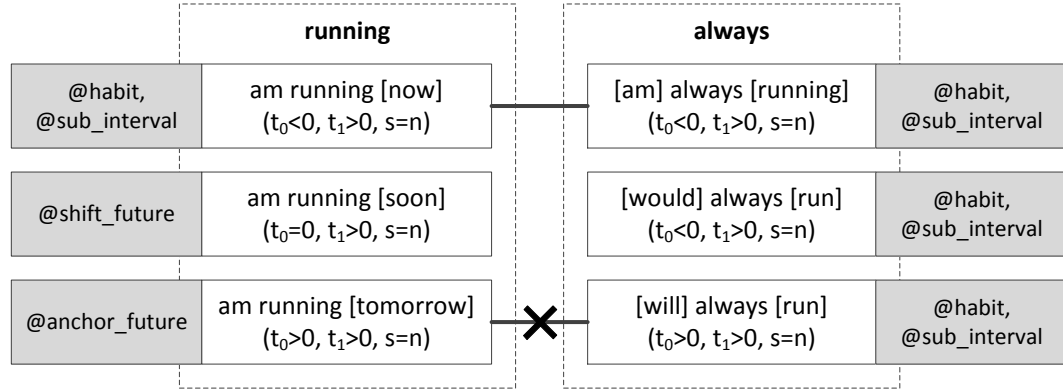 running always
@habit,
@sub_interval
am running [now]
(t₀<0, t₁>0, s=n)
[am] always [running]
(t₀<0, t₁>0, s=n)
@habit,
@sub_interval
@shift_future
am running [soon]
(t₀=0, t₁>0, s=n)
[would] always [run]
(t₀<0, t₁>0, s=n)
@habit,
@sub_interval
@anchor_future
am running [tomorrow]
(t₀>0, t₁>0, s=n)
[will] always [run]
(t₀>0, t₁>0, s=n)
@habit,
@sub_interval